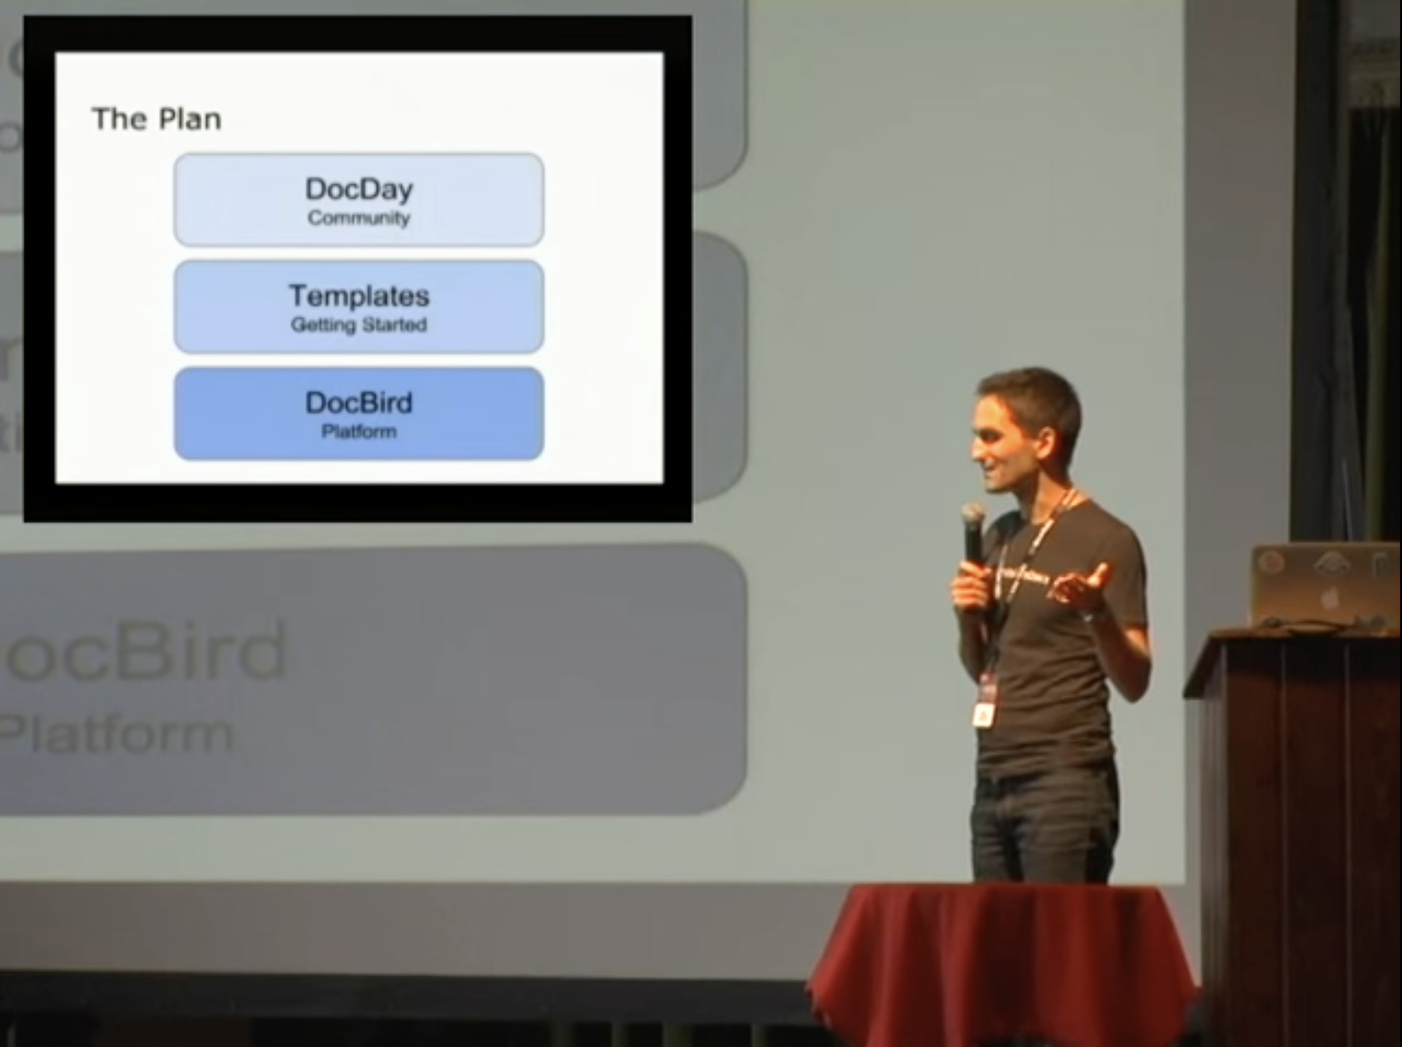 The Plan
DocDay
Community
Templates
Getting Started
DocBird
Platform
ocBird
Platform